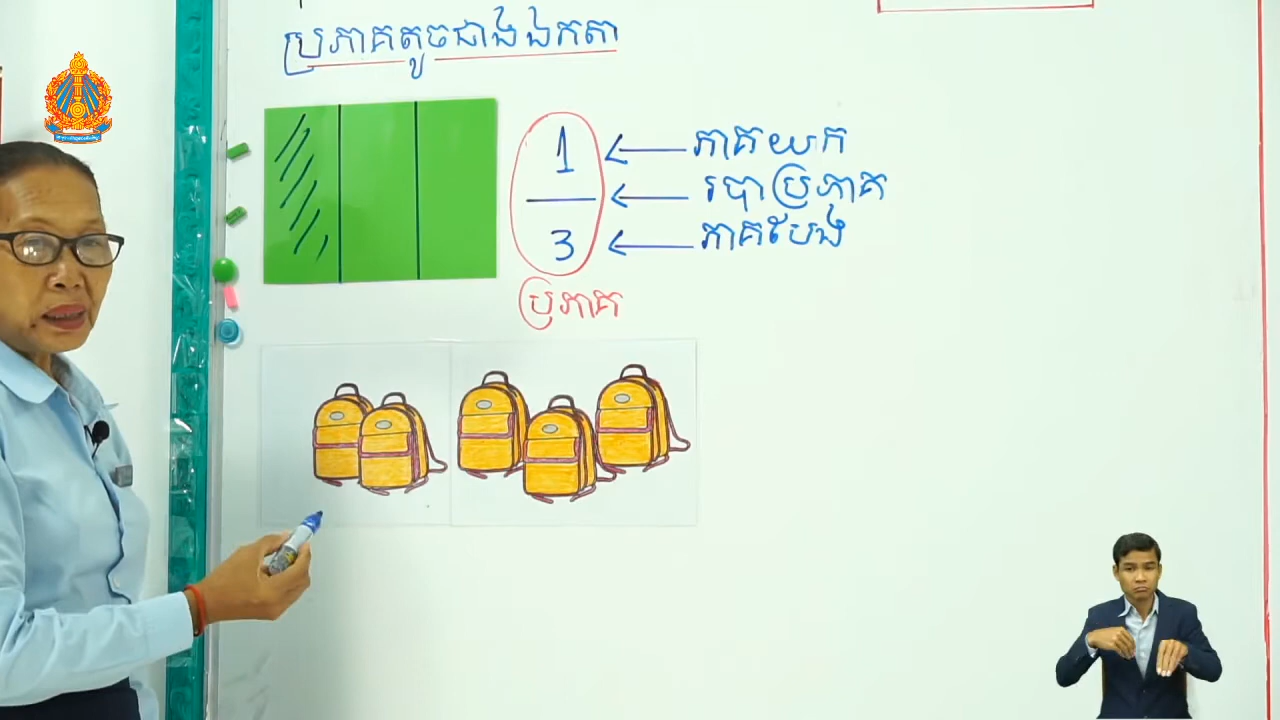 ប្រភាគតូចជាងឯកតា
1
3
ភាគយក
របាប្រភាគ
ភាគបែង
ប្រភាគ